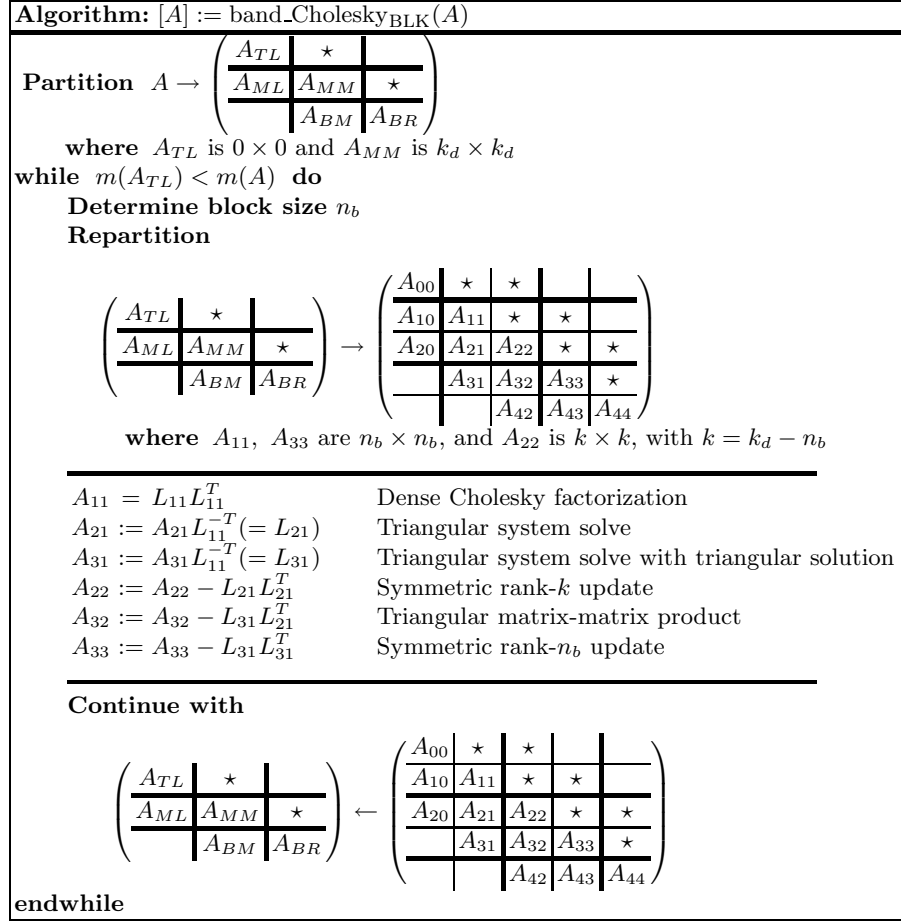 Algorithm: [A] := band_Cholesky_BLK(A)
A_TL ⋆
Partition A → ( A_ML A_MM ⋆ )
A_BM A_BR
where A_TL is 0 × 0 and A_MM is k_d × k_d
while m(A_TL) < m(A) do
Determine block size n_b
Repartition
A_00 ⋆ ⋆
A_TL ⋆ A_10 A_11 ⋆ ⋆
A_ML A_MM ⋆ → A_20 A_21 A_22 ⋆ ⋆
A_BM A_BR A_31 A_32 A_33 ⋆
A_42 A_43 A_44
where A_11, A_33 are n_b × n_b, and A_22 is k × k, with k = k_d − n_b
A_11 = L_11 L_11^T Dense Cholesky factorization
A_21 := A_21 L_11^{-T} (= L_21) Triangular system solve
A_31 := A_31 L_11^{-T} (= L_31) Triangular system solve with triangular solution
A_22 := A_22 − L_21 L_21^T Symmetric rank-k update
A_32 := A_32 − L_31 L_21^T Triangular matrix-matrix product
A_33 := A_33 − L_31 L_31^T Symmetric rank-n_b update
Continue with
A_00 ⋆ ⋆
A_TL ⋆ A_10 A_11 ⋆ ⋆
A_ML A_MM ⋆ ← A_20 A_21 A_22 ⋆ ⋆
A_BM A_BR A_31 A_32 A_33 ⋆
A_42 A_43 A_44
endwhile